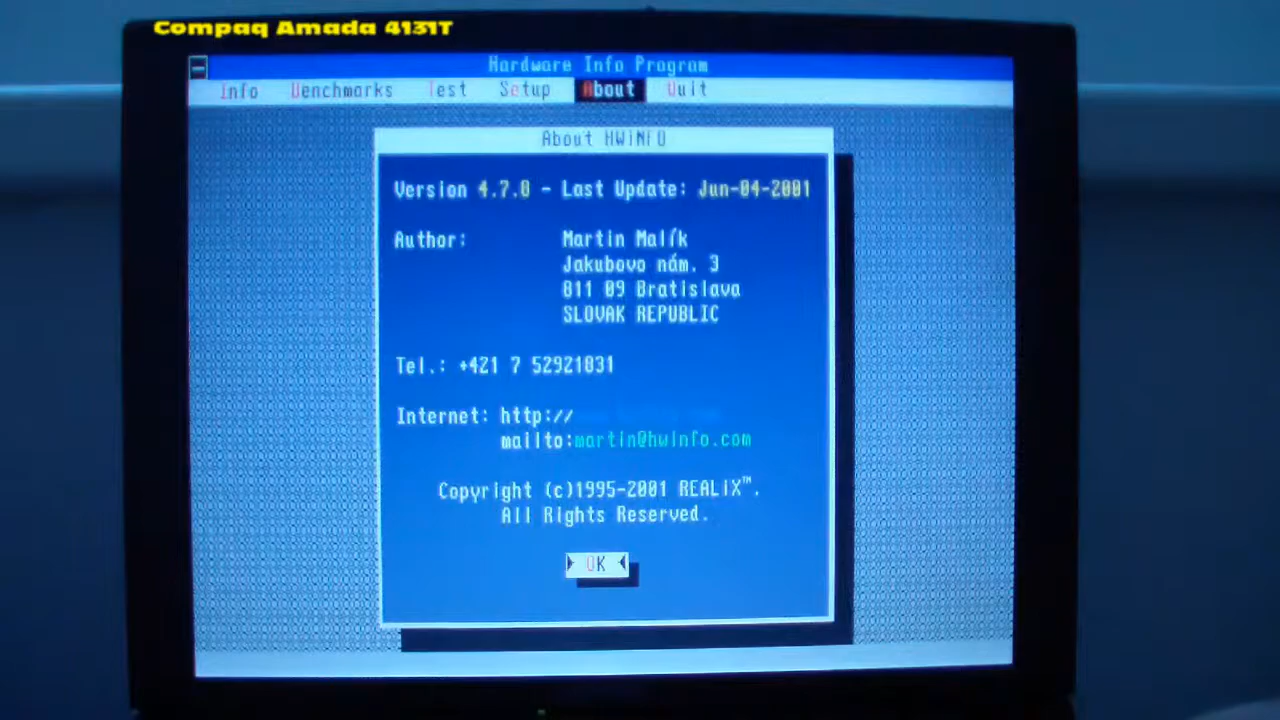 Compaq Amada 4131T
Hardware Info Program
Info Benchmarks Test Setup About Quit
About HWiNFO
Version 4.7.0 - Last Update: Jun-04-2001
Author: Martin Malík
Jakubovo nám. 3
811 09 Bratislava
SLOVAK REPUBLIC
Tel.: +421 7 52921031
Internet: http://
mailto:martin@hwinfo.com
Copyright (c)1995-2001 REALiX™.
All Rights Reserved.
OK